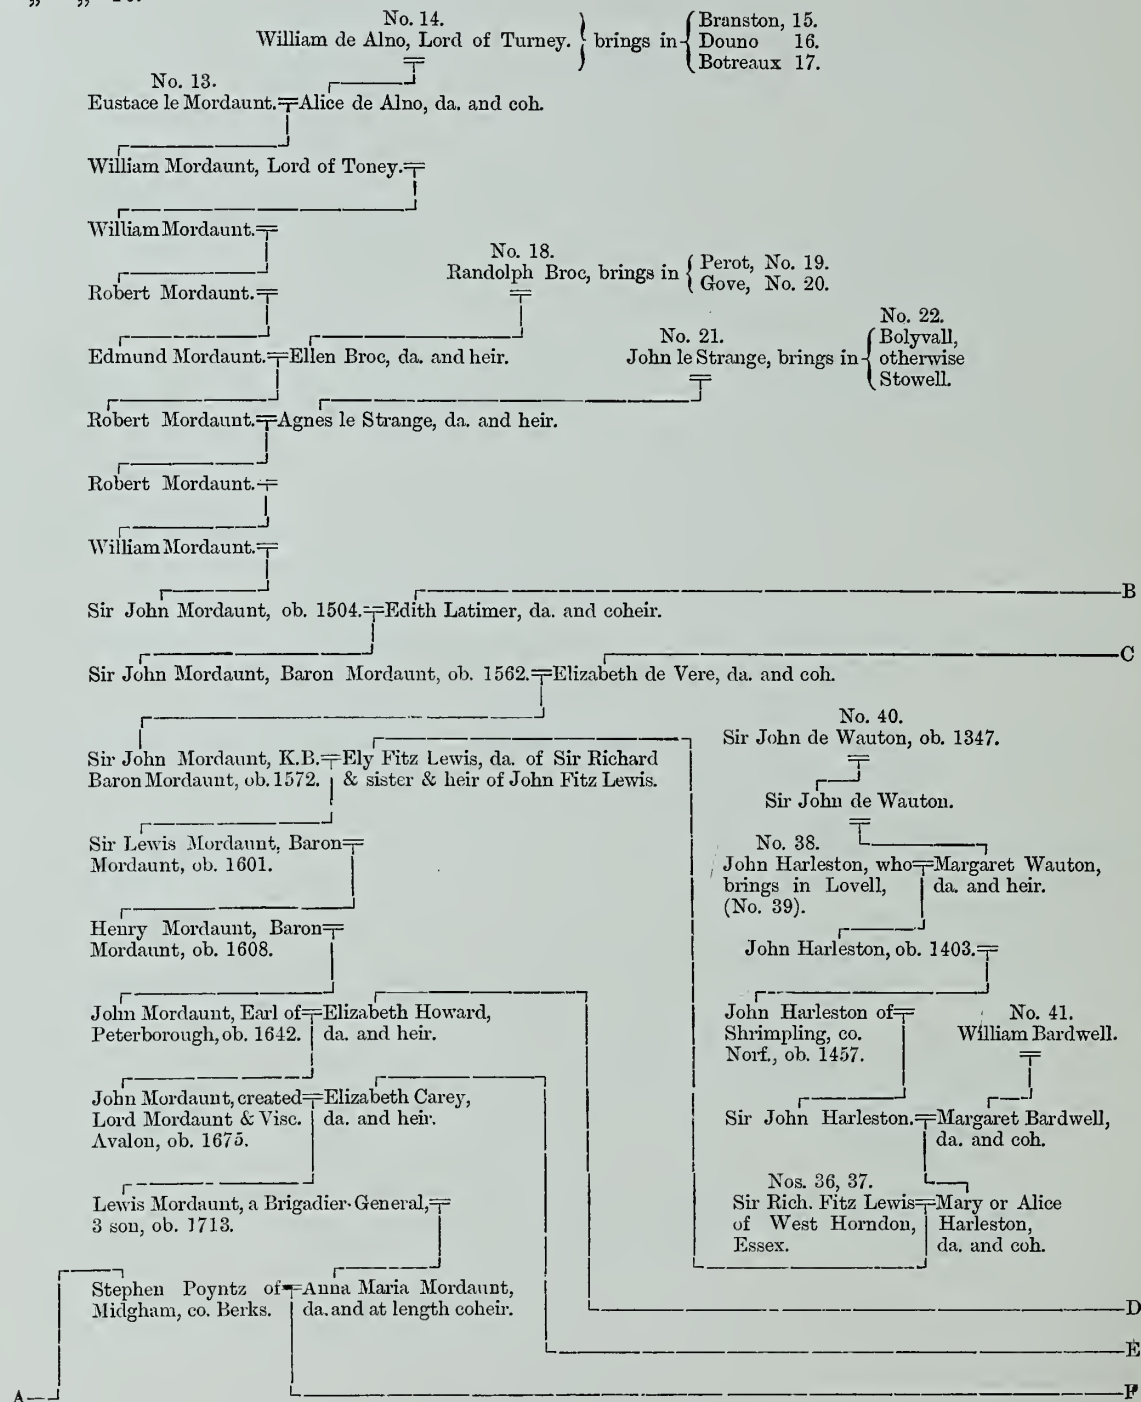 No. 14.
William de Alno, Lord of Turney. } brings in { Branston, 15.
Douno 16.
Botreaux 17.
No. 13.
Eustace le Mordaunt. = Alice de Alno, da. and coh.
William Mordaunt, Lord of Toney. =
William Mordaunt. =
No. 18.
Randolph Broc, brings in { Perot, No. 19.
Gove, No. 20.
Robert Mordaunt. =
No. 22.
No. 21.
John le Strange, brings in { Bolyvall,
otherwise
Stowell.
Edmund Mordaunt. = Ellen Broc, da. and heir.
Robert Mordaunt. = Agnes le Strange, da. and heir.
Robert Mordaunt. =
William Mordaunt. =
B
Sir John Mordaunt, ob. 1504. = Edith Latimer, da. and coheir.
C
Sir John Mordaunt, Baron Mordaunt, ob. 1562. = Elizabeth de Vere, da. and coh.
No. 40.
Sir John de Wauton, ob. 1347.
Sir John Mordaunt, K.B. = Ely Fitz Lewis, da. of Sir Richard
Baron Mordaunt, ob. 1572. & sister & heir of John Fitz Lewis.
Sir John de Wauton.
Sir Lewis Mordaunt, Baron =
Mordaunt, ob. 1601.
No. 38.
John Harleston, who = Margaret Wauton,
brings in Lovell, da. and heir.
(No. 39).
Henry Mordaunt, Baron =
Mordaunt, ob. 1608.
John Harleston, ob. 1403. =
John Mordaunt, Earl of = Elizabeth Howard,
Peterborough, ob. 1642. da. and heir.
John Harleston of =
Shrimpling, co.
Norf., ob. 1457.
No. 41.
William Bardwell.
John Mordaunt, created = Elizabeth Carey,
Lord Mordaunt & Visc. da. and heir.
Avalon, ob. 1675.
Sir John Harleston. = Margaret Bardwell,
da. and coh.
Lewis Mordaunt, a Brigadier-General, =
3 son, ob. 1713.
Nos. 36, 37.
Sir Rich. Fitz Lewis = Mary or Alice
of West Horndon, Harleston,
Essex. da. and coh.
Stephen Poyntz of = Anna Maria Mordaunt,
Midgham, co. Berks. da. and at length coheir.
D
E
A
F